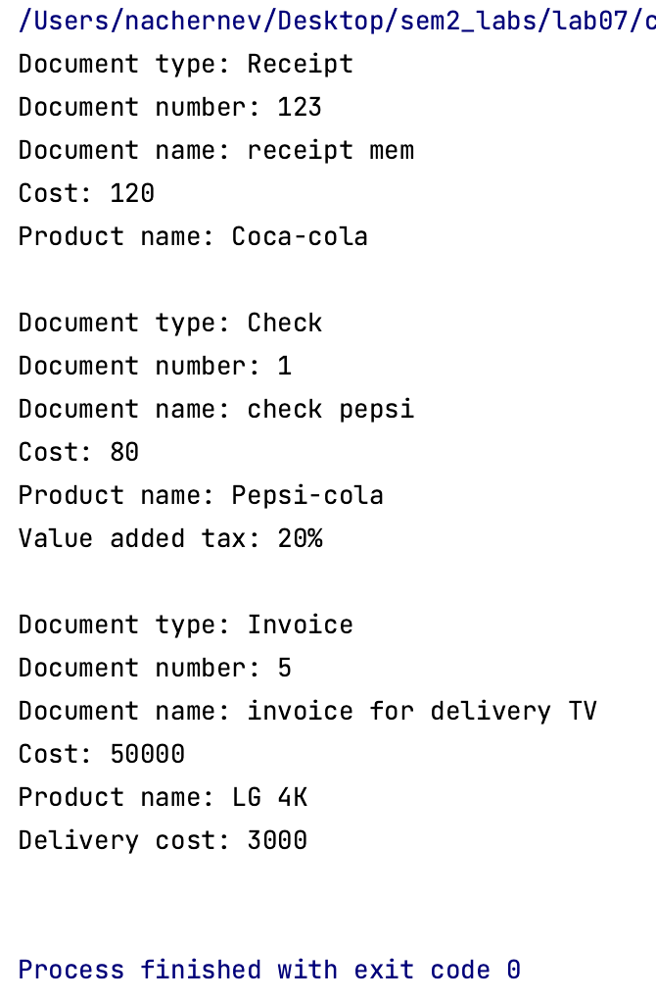 /Users/nachernev/Desktop/sem2_labs/lab07/c
Document type: Receipt
Document number: 123
Document name: receipt mem
Cost: 120
Product name: Coca-cola
Document type: Check
Document number: 1
Document name: check pepsi
Cost: 80
Product name: Pepsi-cola
Value added tax: 20%
Document type: Invoice
Document number: 5
Document name: invoice for delivery TV
Cost: 50000
Product name: LG 4K
Delivery cost: 3000
Process finished with exit code 0